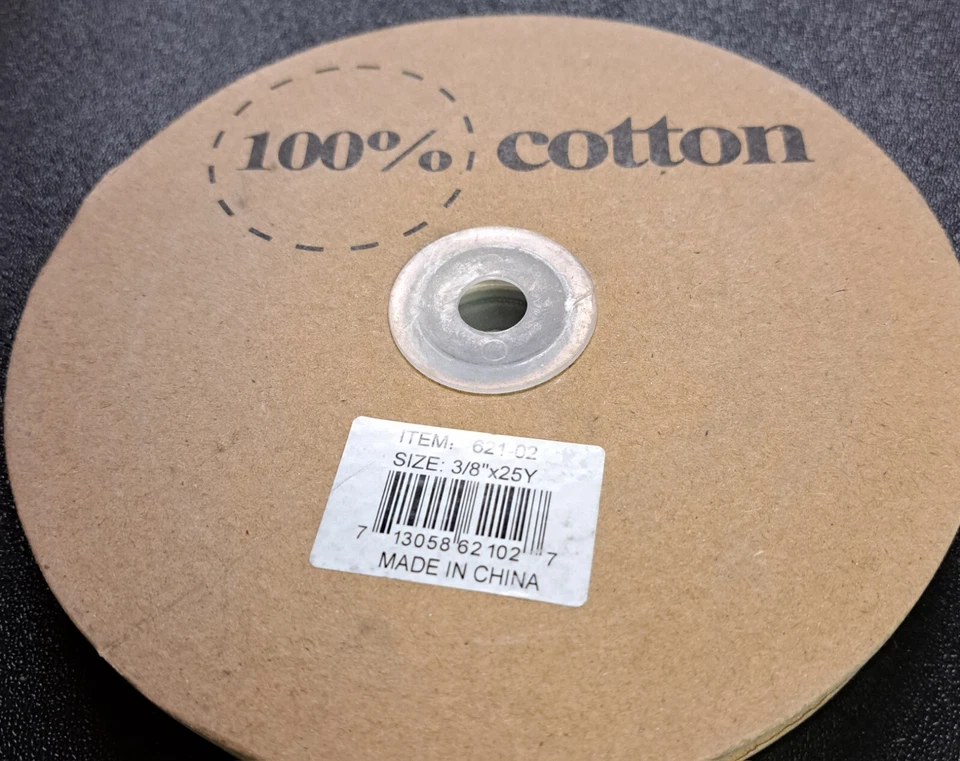 100% cotton
ITEM: 621-02
SIZE: 3/8"x25Y
7 13058 62102 7
MADE IN CHINA